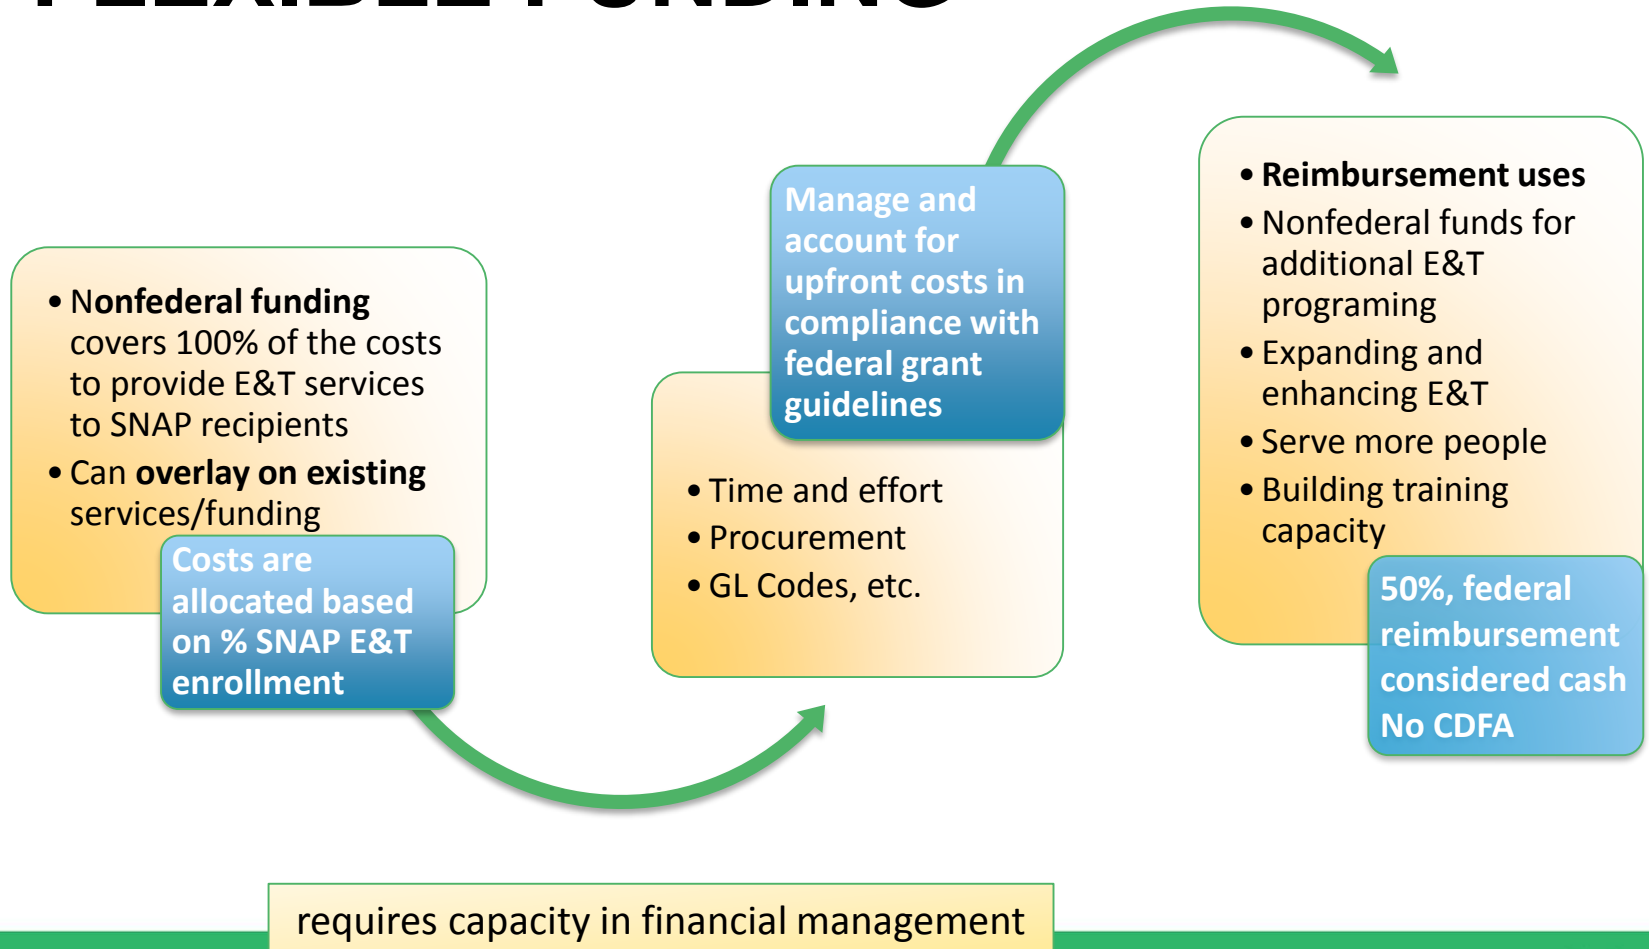 FLEXIBLE FUNDING
• Nonfederal funding
covers 100% of the costs
to provide E&T services
to SNAP recipients
• Can overlay on existing
services/funding
Costs are
allocated based
on % SNAP E&T
enrollment
Manage and
account for
upfront costs in
compliance with
federal grant
guidelines
• Time and effort
• Procurement
• GL Codes, etc.
• Reimbursement uses
• Nonfederal funds for
additional E&T
programing
• Expanding and
enhancing E&T
• Serve more people
• Building training
capacity
50%, federal
reimbursement
considered cash
No CDFA
requires capacity in financial management